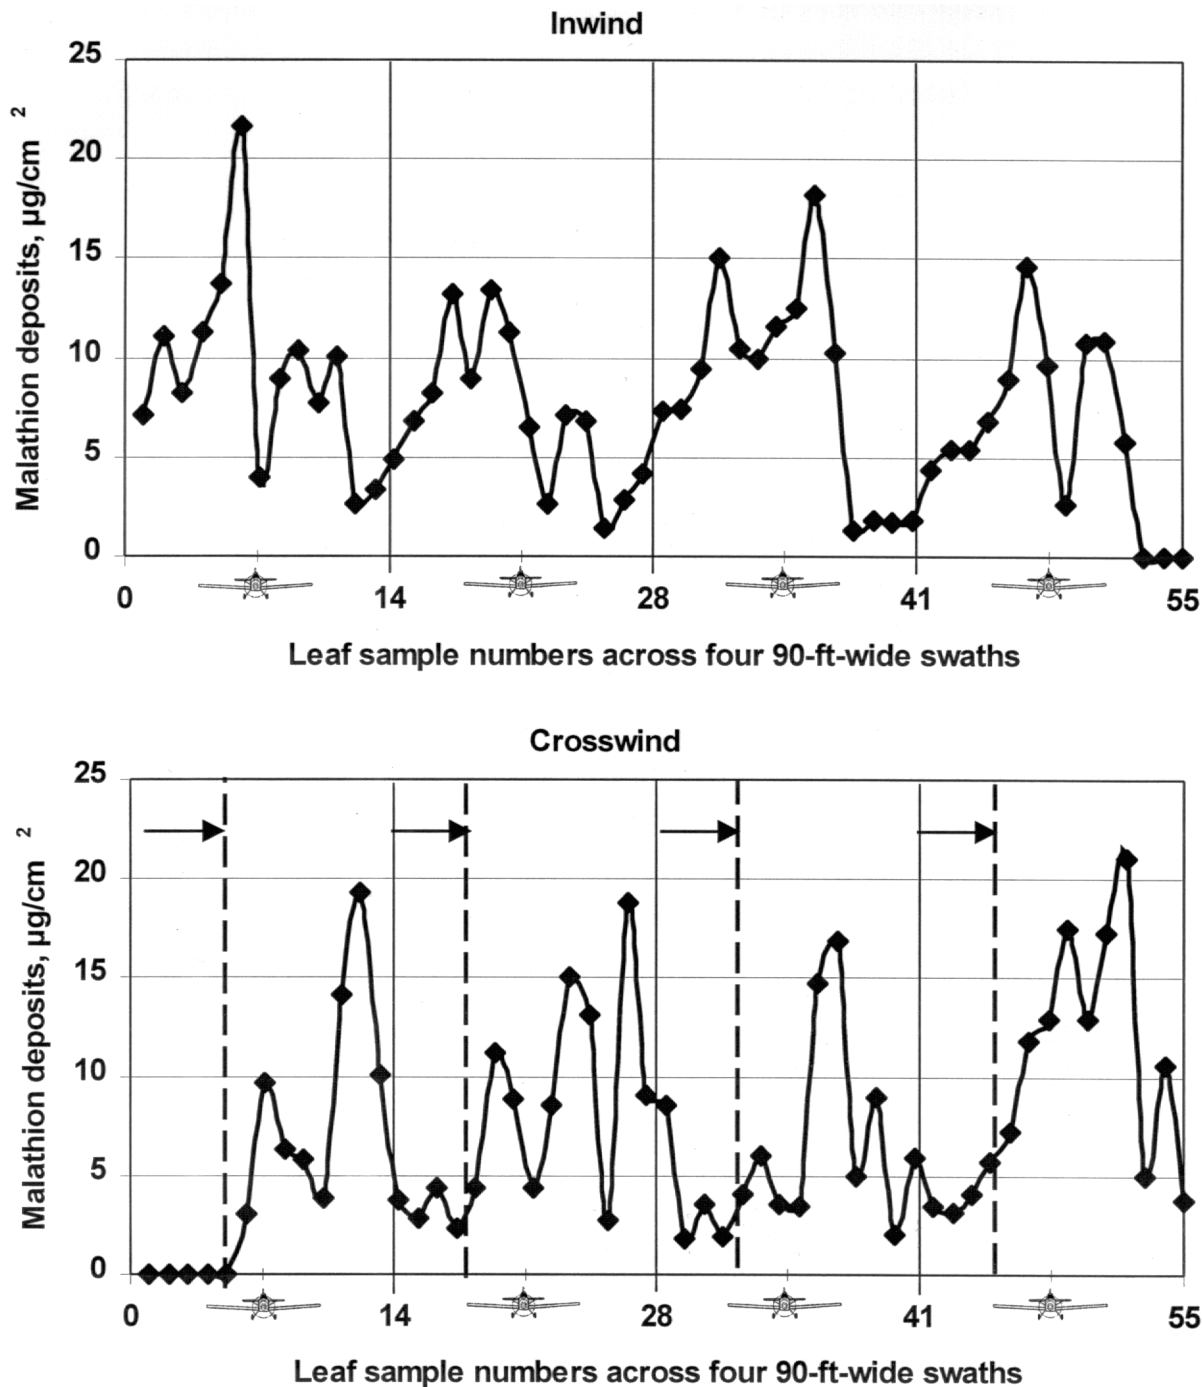 Inwind
25
20
15
10
5
0
Malathion deposits, µg/cm 2
0 14 28 41 55
Leaf sample numbers across four 90-ft-wide swaths
Crosswind
25
20
15
10
5
0
Malathion deposits, µg/cm 2
0 14 28 41 55
Leaf sample numbers across four 90-ft-wide swaths